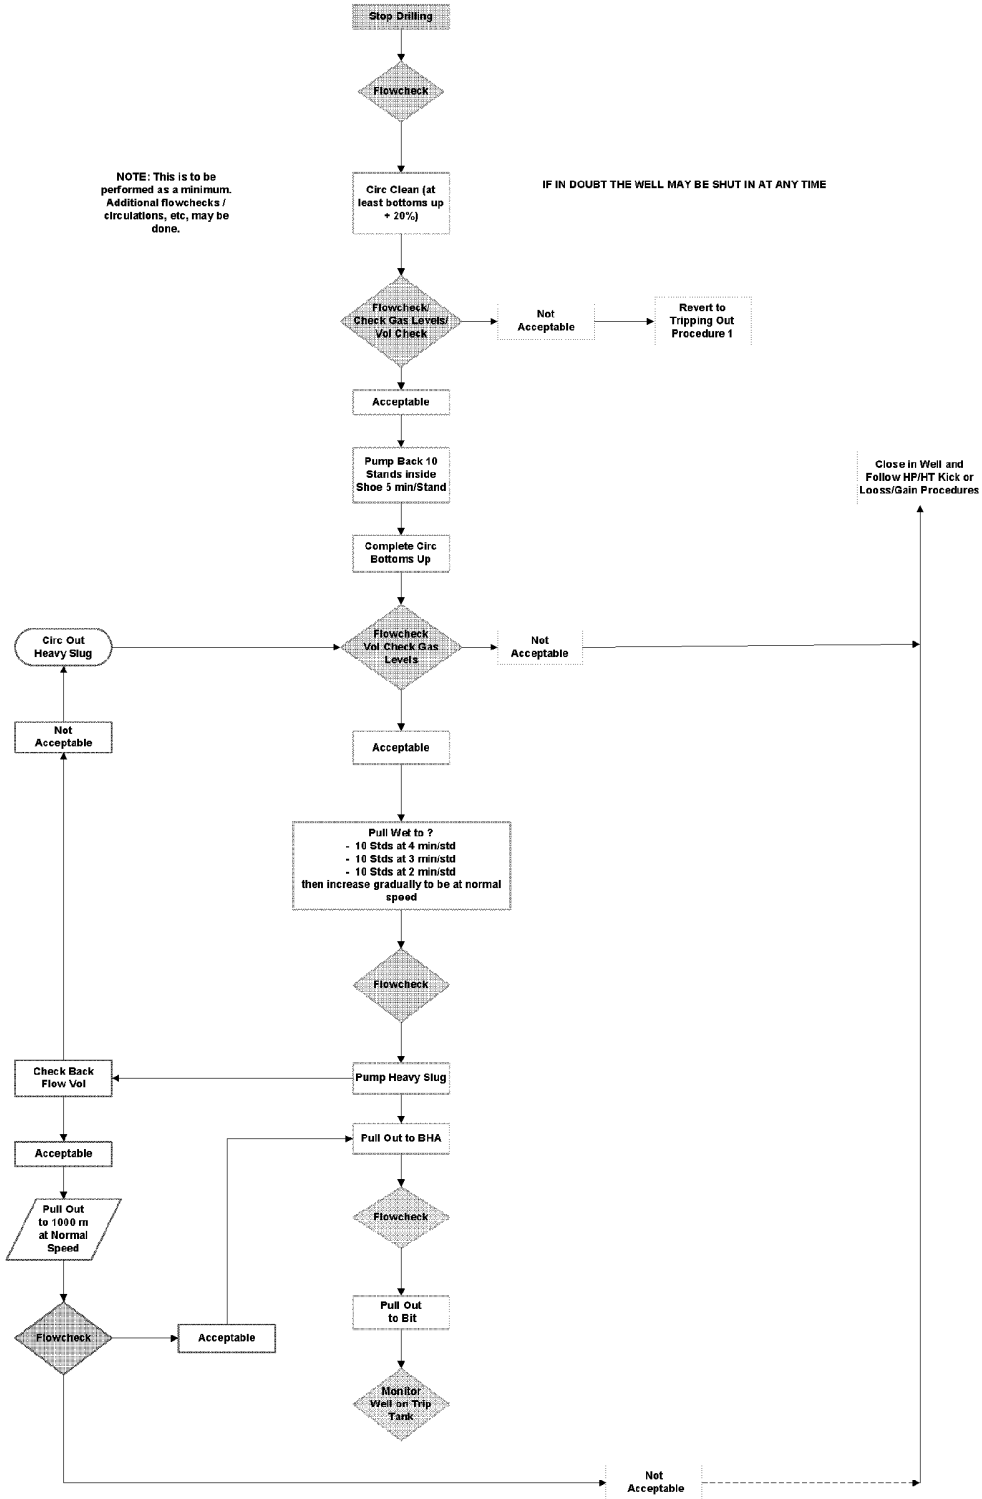 Stop Drilling
Flowcheck
NOTE: This is to be
performed as a minimum.
Additional flowchecks /
circulations, etc, may be
done.
Circ Clean (at
least bottoms up
+ 20%)
IF IN DOUBT THE WELL MAY BE SHUT IN AT ANY TIME
Flowcheck/
Check Gas Levels/
Vol Check
Not
Acceptable
Revert to
Tripping Out
Procedure 1
Acceptable
Pump Back 10
Stands inside
Shoe 5 min/Stand
Close in Well and
Follow HP/HT Kick or
Looss/Gain Procedures
Complete Circ
Bottoms Up
Circ Out
Heavy Slug
Flowcheck
Vol Check Gas
Levels
Not
Acceptable
Not
Acceptable
Acceptable
Pull Wet to ?
- 10 Stds at 4 min/std
- 10 Stds at 3 min/std
- 10 Stds at 2 min/std
then increase gradually to be at normal
speed
Flowcheck
Check Back
Flow Vol
Pump Heavy Slug
Acceptable
Pull Out to BHA
Pull Out
to 1000 m
at Normal
Speed
Flowcheck
Pull Out
to Bit
Flowcheck
Acceptable
Monitor
Well on Trip
Tank
Not
Acceptable